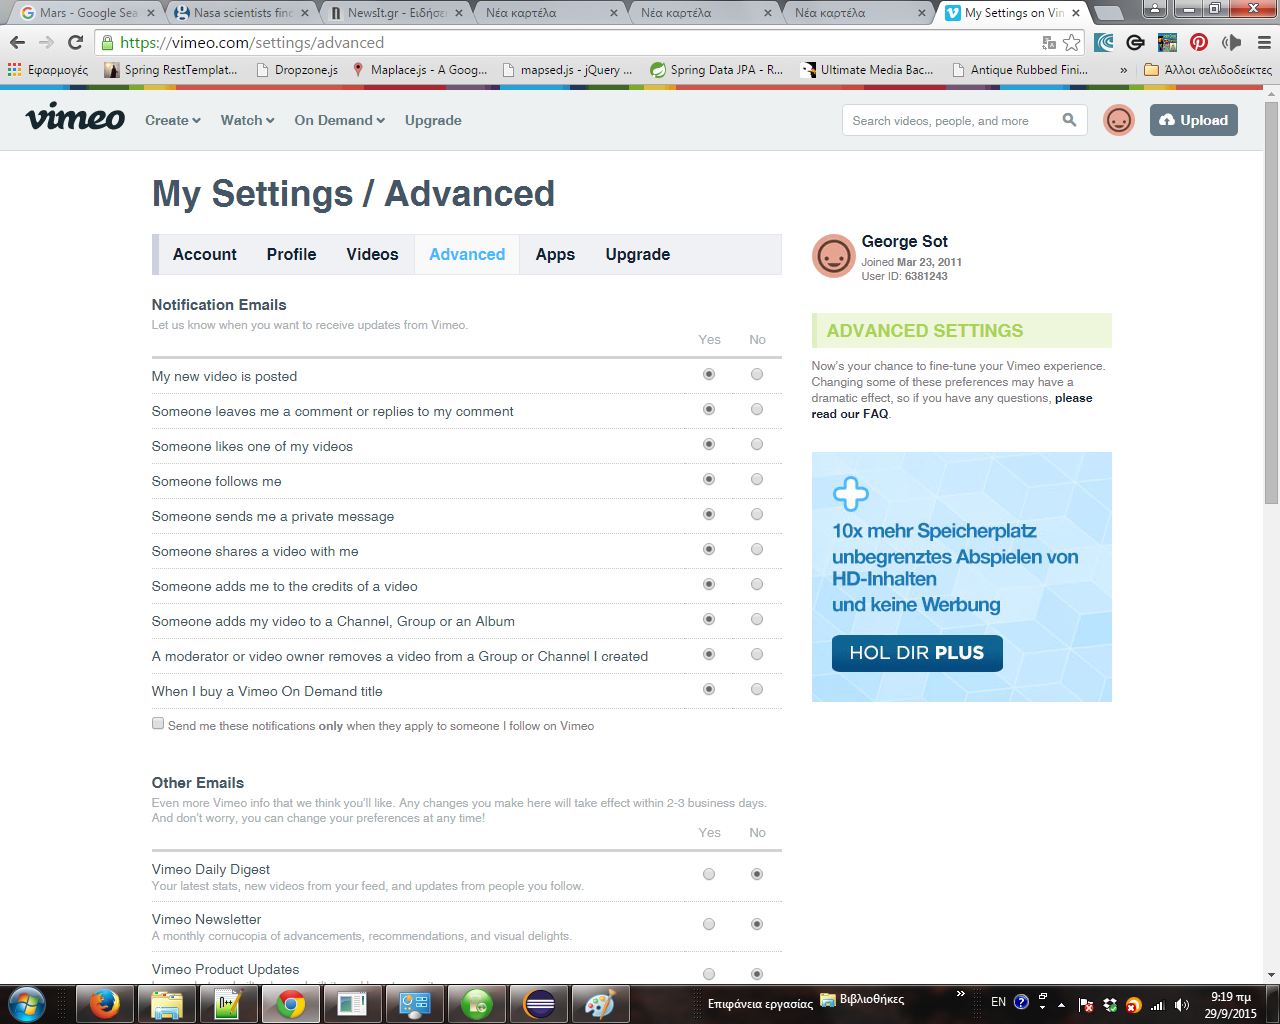 Mars - Google Sea
Nasa scientists find
NewsIt.gr - Ειδήσει
Νέα καρτέλα
Νέα καρτέλα
Νέα καρτέλα
My Settings on Vim
https://vimeo.com/settings/advanced
Εφαρμογές
Spring RestTemplat...
Dropzone.js
Maplace.js - A Goog...
mapsed.js - jQuery ...
Spring Data JPA - R...
Ultimate Media Bac...
Antique Rubbed Fini...
»
Άλλοι σελιδοδείκτες
vimeo
Create
Watch
On Demand
Upgrade
Search videos, people, and more
Upload
My Settings / Advanced
Account
Profile
Videos
Advanced
Apps
Upgrade
George Sot
Joined Mar 23, 2011
User ID: 6381243
Notification Emails
Let us know when you want to receive updates from Vimeo.
Yes No
My new video is posted
Someone leaves me a comment or replies to my comment
Someone likes one of my videos
Someone follows me
Someone sends me a private message
Someone shares a video with me
Someone adds me to the credits of a video
Someone adds my video to a Channel, Group or an Album
A moderator or video owner removes a video from a Group or Channel I created
When I buy a Vimeo On Demand title
Send me these notifications only when they apply to someone I follow on Vimeo
ADVANCED SETTINGS
Now's your chance to fine-tune your Vimeo experience.
Changing some of these preferences may have a
dramatic effect, so if you have any questions, please
read our FAQ.
10x mehr Speicherplatz
unbegrenztes Abspielen von
HD-Inhalten
und keine Werbung
HOL DIR PLUS
Other Emails
Even more Vimeo info that we think you'll like. Any changes you make here will take effect within 2-3 business days.
And don't worry, you can change your preferences at any time!
Yes No
Vimeo Daily Digest
Your latest stats, new videos from your feed, and updates from people you follow.
Vimeo Newsletter
A monthly cornucopia of advancements, recommendations, and visual delights.
Vimeo Product Updates
Επιφάνεια εργασίας
Βιβλιοθήκες
»
EN
9:19 πμ
29/9/2015